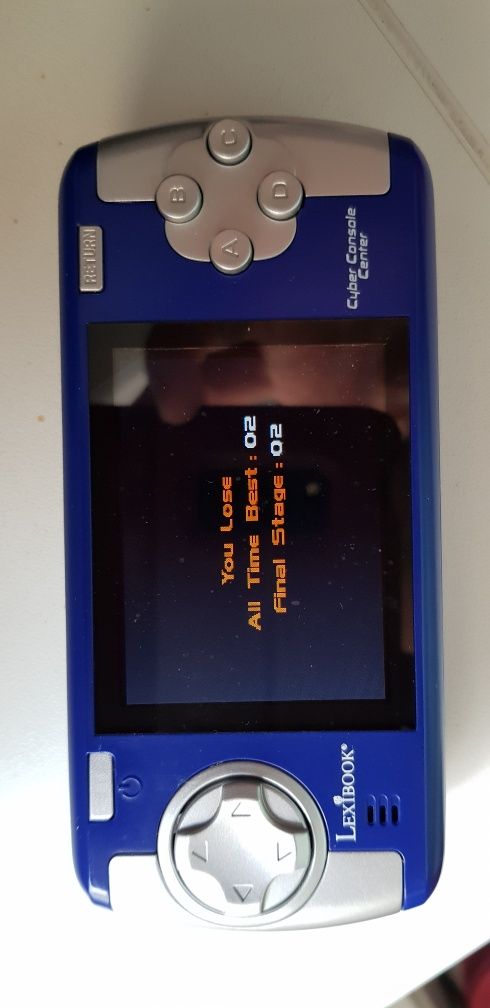 You Lose
All Time Best : 02
Final Stage : 02
RETURN
B
C
A
D
Cyber Console
Center
LEXIBOOK®